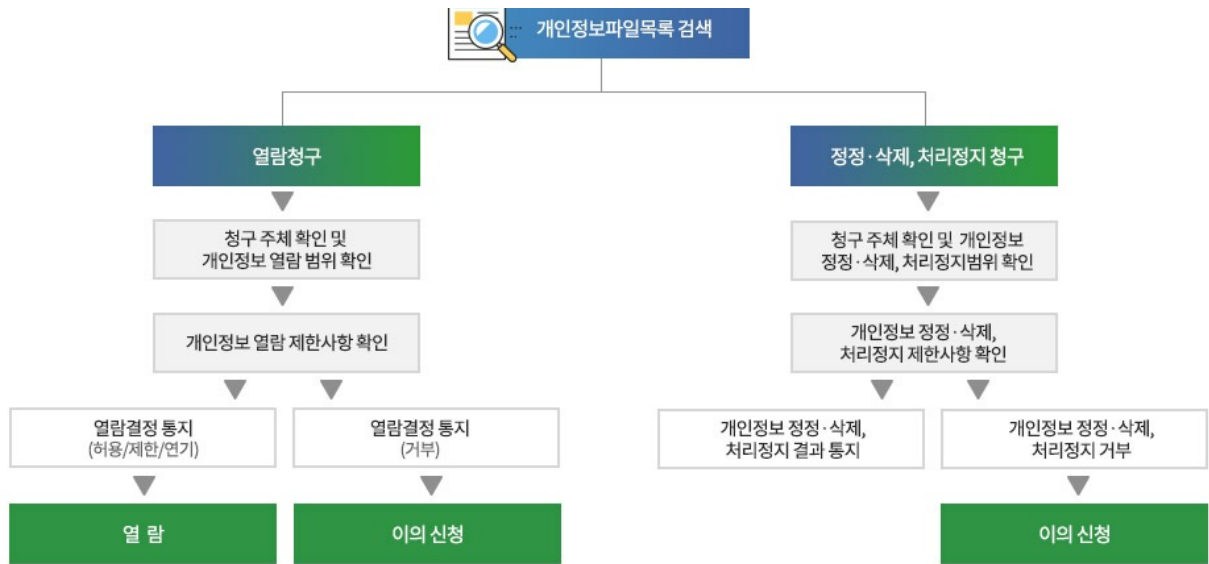 개인정보파일목록 검색
열람청구
정정·삭제, 처리정지 청구
청구 주체 확인 및
개인정보 열람 범위 확인
청구 주체 확인 및 개인정보
정정·삭제, 처리정지범위 확인
개인정보 열람 제한사항 확인
개인정보 정정·삭제,
처리정지 제한사항 확인
열람결정 통지
(허용/제한/연기)
열람결정 통지
(거부)
개인정보 정정·삭제,
처리정지 결과 통지
개인정보 정정·삭제,
처리정지 거부
열 람
이의 신청
이의 신청